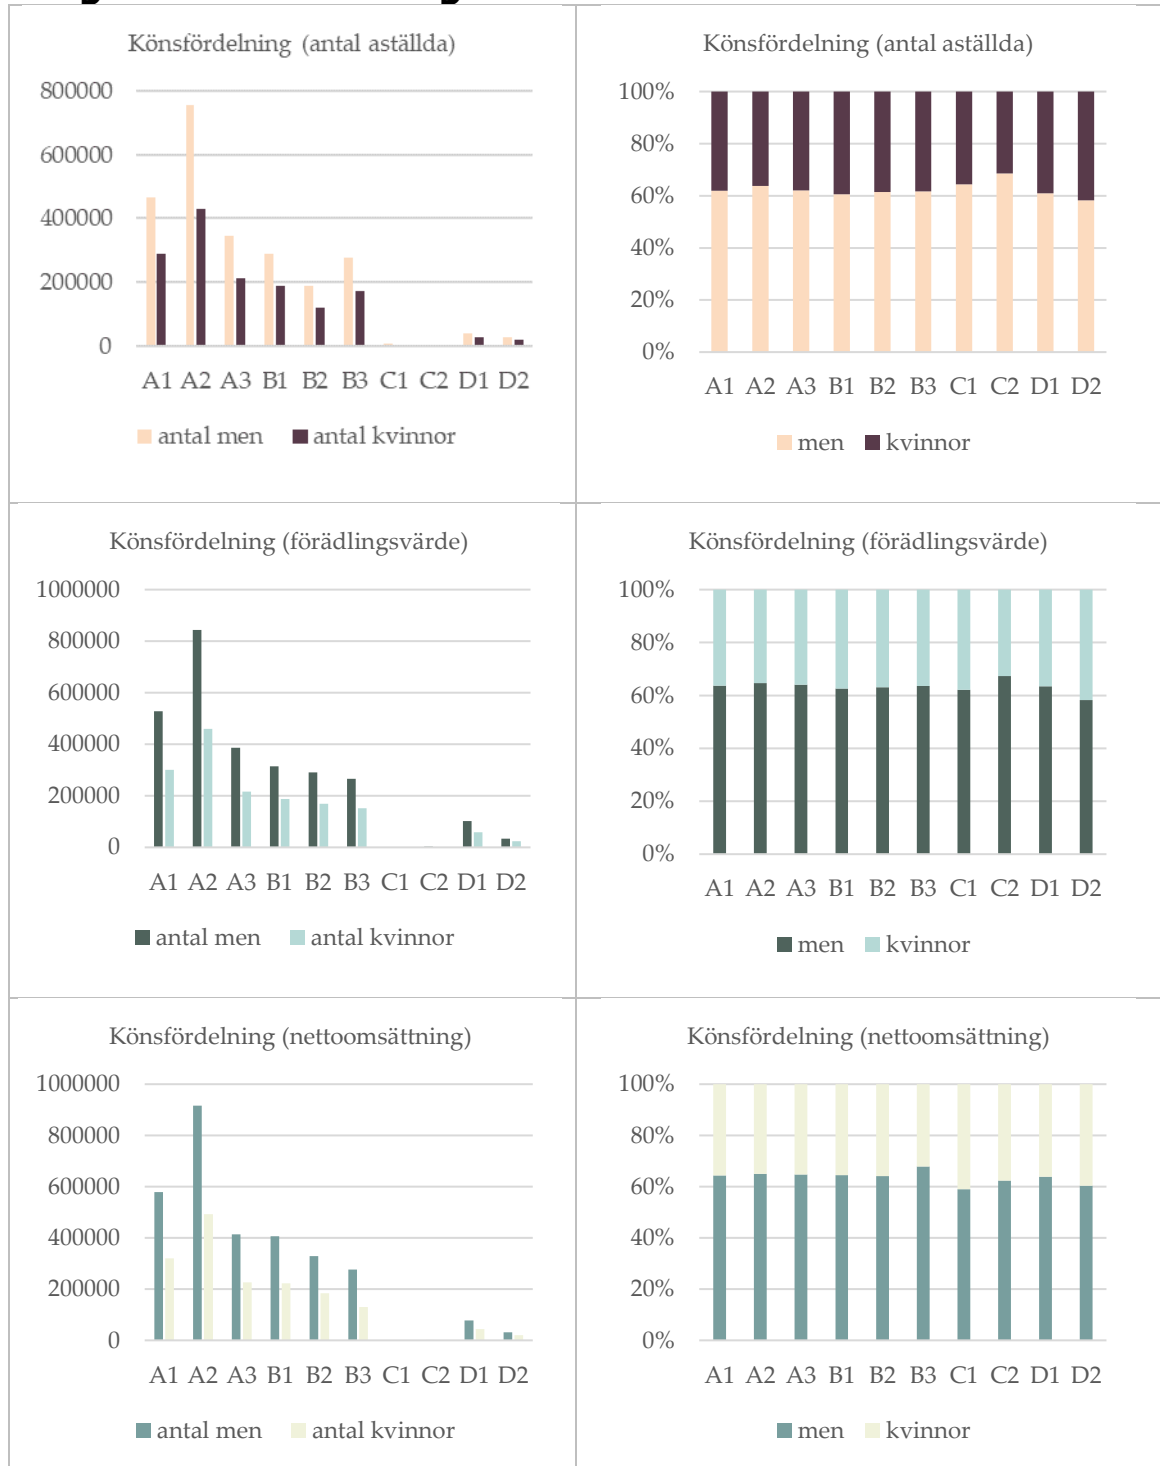 Könsfördelning (antal aställda)
800000
600000
400000
200000
0
A1 A2 A3 B1 B2 B3 C1 C2 D1 D2
antal men antal kvinnor
Könsfördelning (antal aställda)
100%
80%
60%
40%
20%
0%
A1 A2 A3 B1 B2 B3 C1 C2 D1 D2
men kvinnor
Könsfördelning (förädlingsvärde)
1000000
800000
600000
400000
200000
0
A1 A2 A3 B1 B2 B3 C1 C2 D1 D2
antal men antal kvinnor
Könsfördelning (förädlingsvärde)
100%
80%
60%
40%
20%
0%
A1 A2 A3 B1 B2 B3 C1 C2 D1 D2
men kvinnor
Könsfördelning (nettoomsättning)
1000000
800000
600000
400000
200000
0
A1 A2 A3 B1 B2 B3 C1 C2 D1 D2
antal men antal kvinnor
Könsfördelning (nettoomsättning)
100%
80%
60%
40%
20%
0%
A1 A2 A3 B1 B2 B3 C1 C2 D1 D2
men kvinnor